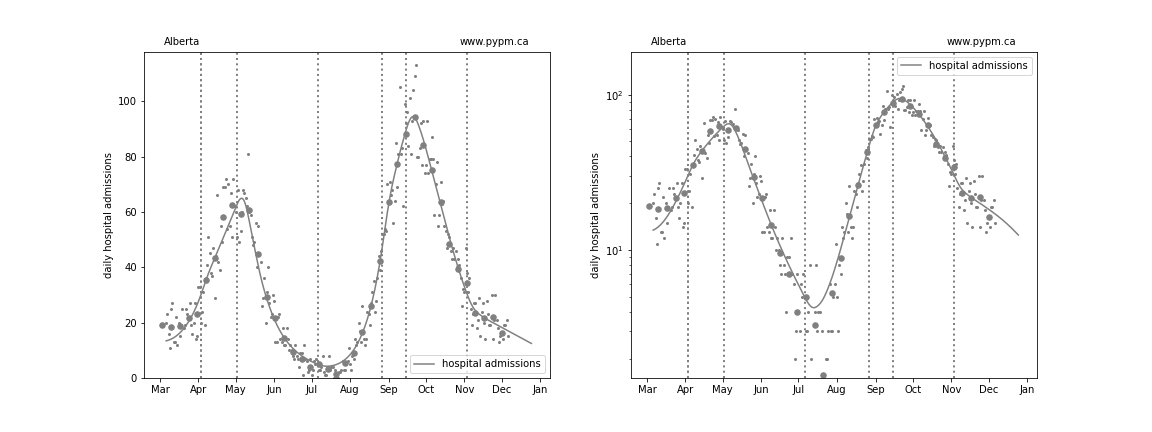 Alberta
www.pypm.ca
daily hospital admissions
100
80
60
40
20
0
hospital admissions
Mar Apr May Jun Jul Aug Sep Oct Nov Dec Jan
Alberta
www.pypm.ca
daily hospital admissions
hospital admissions
10²
10¹
Mar Apr May Jun Jul Aug Sep Oct Nov Dec Jan